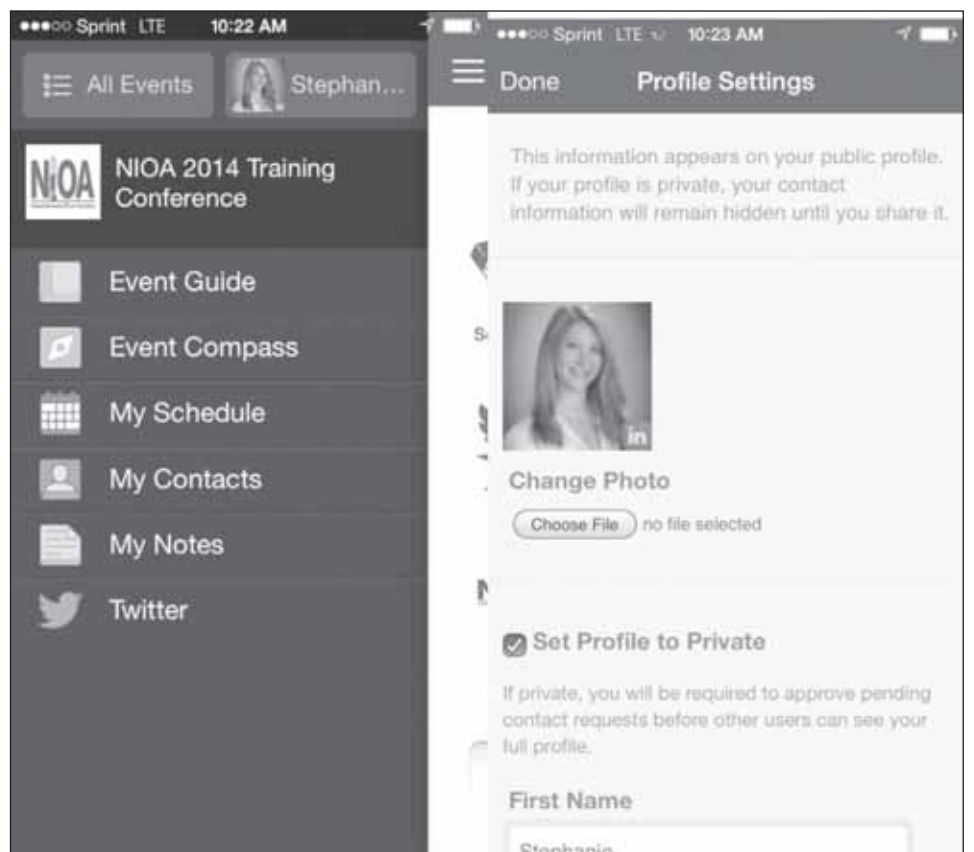 Sprint LTE 10:22 AM
All Events
Stephan...
NIOA
NIOA 2014 Training
Conference
Event Guide
Event Compass
My Schedule
My Contacts
My Notes
Twitter
Sprint LTE 10:23 AM
Done Profile Settings
This information appears on your public profile.
If your profile is private, your contact
information will remain hidden until you share it.
in
Change Photo
Choose File no file selected
Set Profile to Private
If private, you will be required to approve pending
contact requests before other users can see your
full profile.
First Name
Stephanie